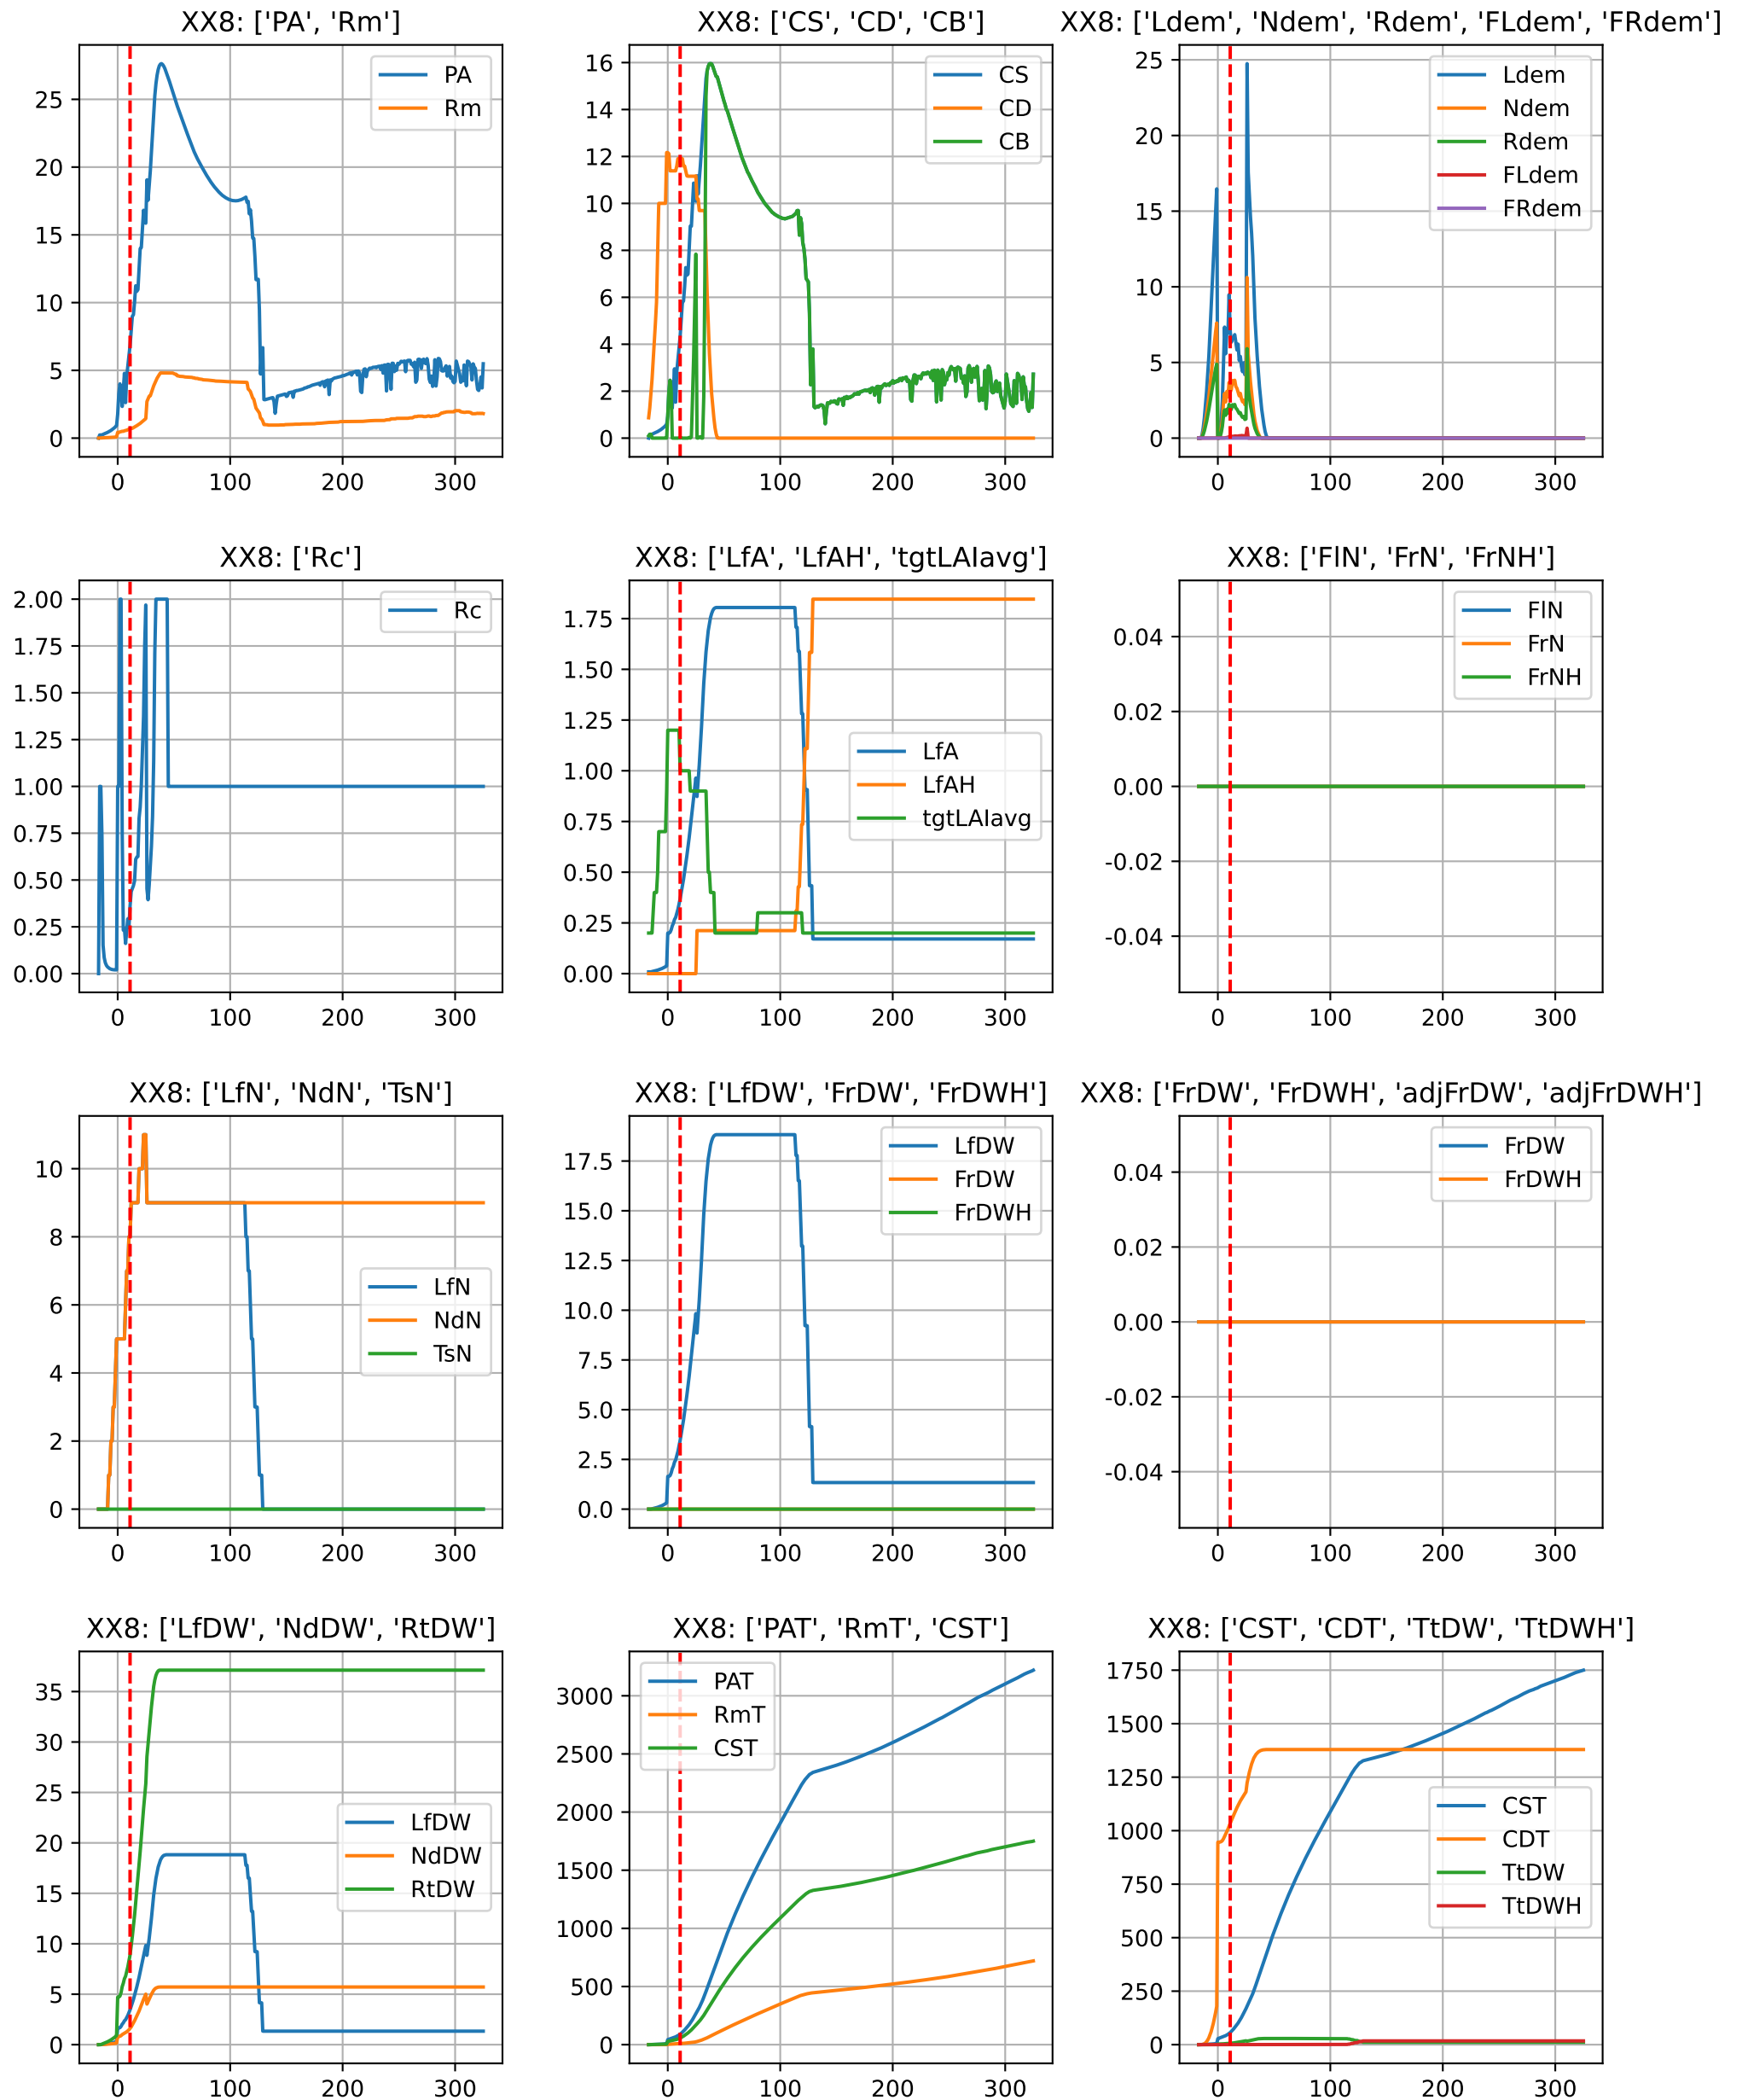 XX8: ['PA', 'Rm']
PA
Rm
25
20
15
10
5
0
0 100 200 300
XX8: ['CS', 'CD', 'CB']
CS
CD
CB
16
14
12
10
8
6
4
2
0
0 100 200 300
XX8: ['Ldem', 'Ndem', 'Rdem', 'FLdem', 'FRdem']
Ldem
Ndem
Rdem
FLdem
FRdem
25
20
15
10
5
0
0 100 200 300
XX8: ['Rc']
Rc
2.00
1.75
1.50
1.25
1.00
0.75
0.50
0.25
0.00
0 100 200 300
XX8: ['LfA', 'LfAH', 'tgtLAIavg']
LfA
LfAH
tgtLAIavg
1.75
1.50
1.25
1.00
0.75
0.50
0.25
0.00
0 100 200 300
XX8: ['FlN', 'FrN', 'FrNH']
FlN
FrN
FrNH
0.04
0.02
0.00
-0.02
-0.04
0 100 200 300
XX8: ['LfN', 'NdN', 'TsN']
LfN
NdN
TsN
10
8
6
4
2
0
0 100 200 300
XX8: ['LfDW', 'FrDW', 'FrDWH']
LfDW
FrDW
FrDWH
17.5
15.0
12.5
10.0
7.5
5.0
2.5
0.0
0 100 200 300
XX8: ['FrDW', 'FrDWH', 'adjFrDW', 'adjFrDWH']
FrDW
FrDWH
0.04
0.02
0.00
-0.02
-0.04
0 100 200 300
XX8: ['LfDW', 'NdDW', 'RtDW']
LfDW
NdDW
RtDW
35
30
25
20
15
10
5
0
0 100 200 300
XX8: ['PAT', 'RmT', 'CST']
PAT
RmT
CST
3000
2500
2000
1500
1000
500
0
0 100 200 300
XX8: ['CST', 'CDT', 'TtDW', 'TtDWH']
CST
CDT
TtDW
TtDWH
1750
1500
1250
1000
750
500
250
0
0 100 200 300